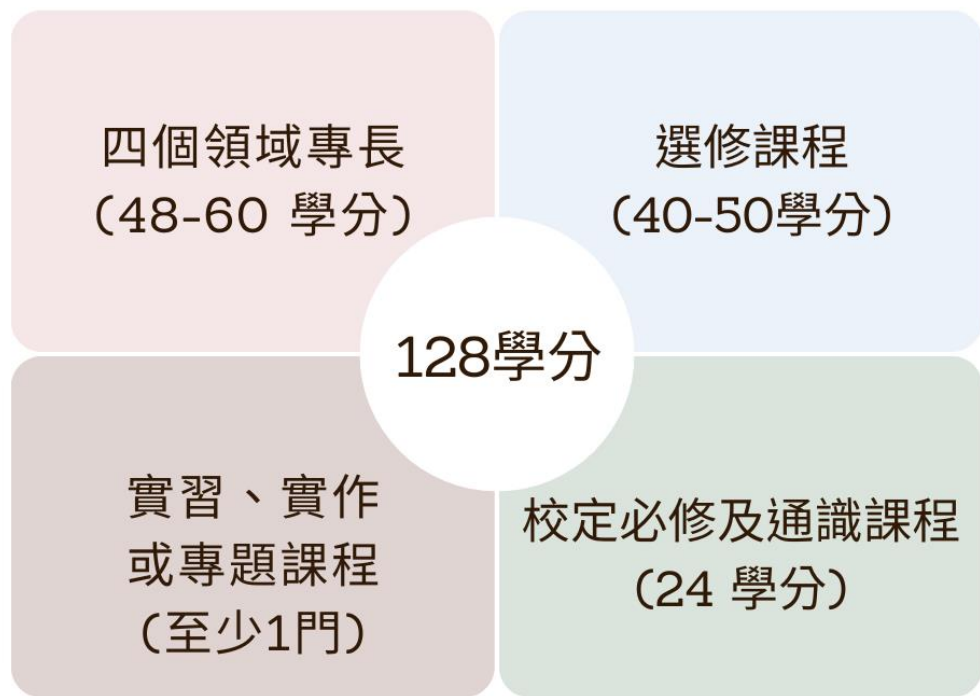 四個領域專長
(48-60 學分)
選修課程
(40-50學分)
128學分
實習、實作
或專題課程
(至少1門)
校定必修及通識課程
(24 學分)